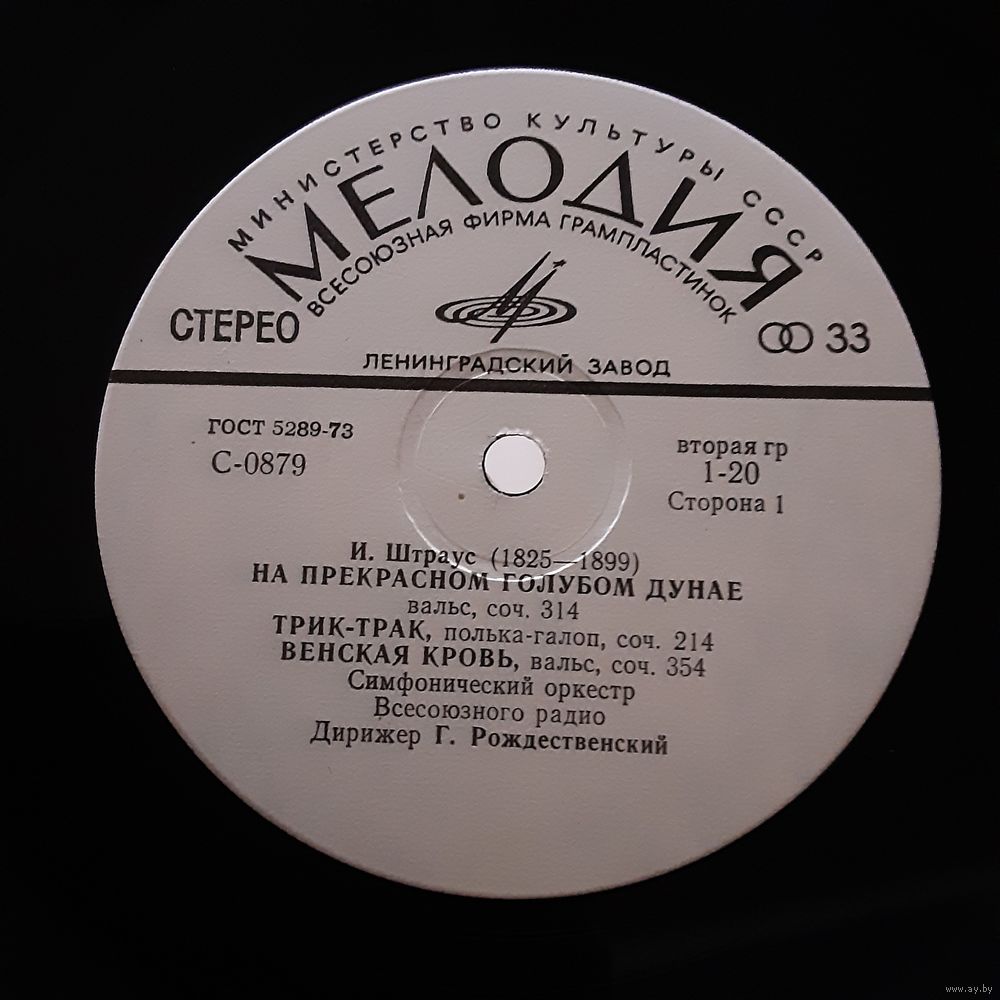 МИНИСТЕРСТВО КУЛЬТУРЫ СССР
МЕЛОДИЯ
ВСЕСОЮЗНАЯ ФИРМА ГРАМПЛАСТИНОК
СТЕРЕО
33
ЛЕНИНГРАДСКИЙ ЗАВОД
ГОСТ 5289-73
С-0879
вторая гр
1-20
Сторона 1
И. Штраус (1825—1899)
НА ПРЕКРАСНОМ ГОЛУБОМ ДУНАЕ
вальс, соч. 314
ТРИК-ТРАК, полька-галоп, соч. 214
ВЕНСКАЯ КРОВЬ, вальс, соч. 354
Симфонический оркестр
Всесоюзного радио
Дирижер Г. Рождественский
www.ay.by